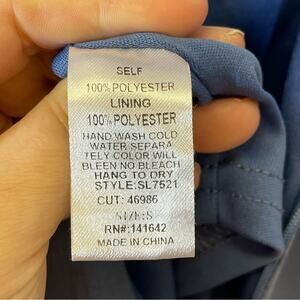 SELF
100% POLYESTER
LINING
100% POLYESTER
HAND WASH COLD
WATER SEPARA
TELY COLOR WILL
BLEEN NO BLEACH
HANG TO DRY
STYLE:SL7521
CUT: 46986
SIZE:S
RN#:141642
MADE IN CHINA